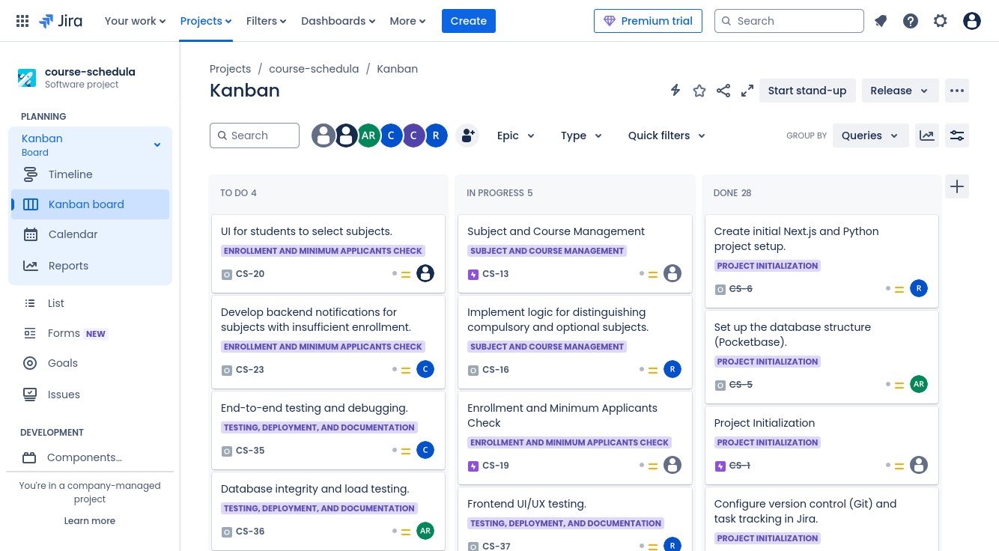 Jira
Your work
Projects
Filters
Dashboards
More
Create
Premium trial
Search
course-schedula
Software project
PLANNING
Kanban
Board
Timeline
Kanban board
Calendar
Reports
List
Forms NEW
Goals
Issues
DEVELOPMENT
Components...
You're in a company-managed
project
Learn more
Projects / course-schedula / Kanban
Kanban
Start stand-up
Release
Search
AR
C
C
R
Epic
Type
Quick filters
GROUP BY
Queries
TO DO 4
UI for students to select subjects.
ENROLLMENT AND MINIMUM APPLICANTS CHECK
CS-20
Develop backend notifications for
subjects with insufficient enrollment.
ENROLLMENT AND MINIMUM APPLICANTS CHECK
CS-23
C
End-to-end testing and debugging.
TESTING, DEPLOYMENT, AND DOCUMENTATION
CS-35
C
Database integrity and load testing.
TESTING, DEPLOYMENT, AND DOCUMENTATION
CS-36
AR
IN PROGRESS 5
Subject and Course Management
SUBJECT AND COURSE MANAGEMENT
CS-13
Implement logic for distinguishing
compulsory and optional subjects.
SUBJECT AND COURSE MANAGEMENT
CS-16
R
Enrollment and Minimum Applicants
Check
ENROLLMENT AND MINIMUM APPLICANTS CHECK
CS-19
Frontend UI/UX testing.
TESTING, DEPLOYMENT, AND DOCUMENTATION
CS-37
R
DONE 28
Create initial Next.js and Python
project setup.
PROJECT INITIALIZATION
CS-6
R
Set up the database structure
(Pocketbase).
PROJECT INITIALIZATION
CS-5
AR
Project Initialization
PROJECT INITIALIZATION
CS-1
Configure version control (Git) and
task tracking in Jira.
PROJECT INITIALIZATION